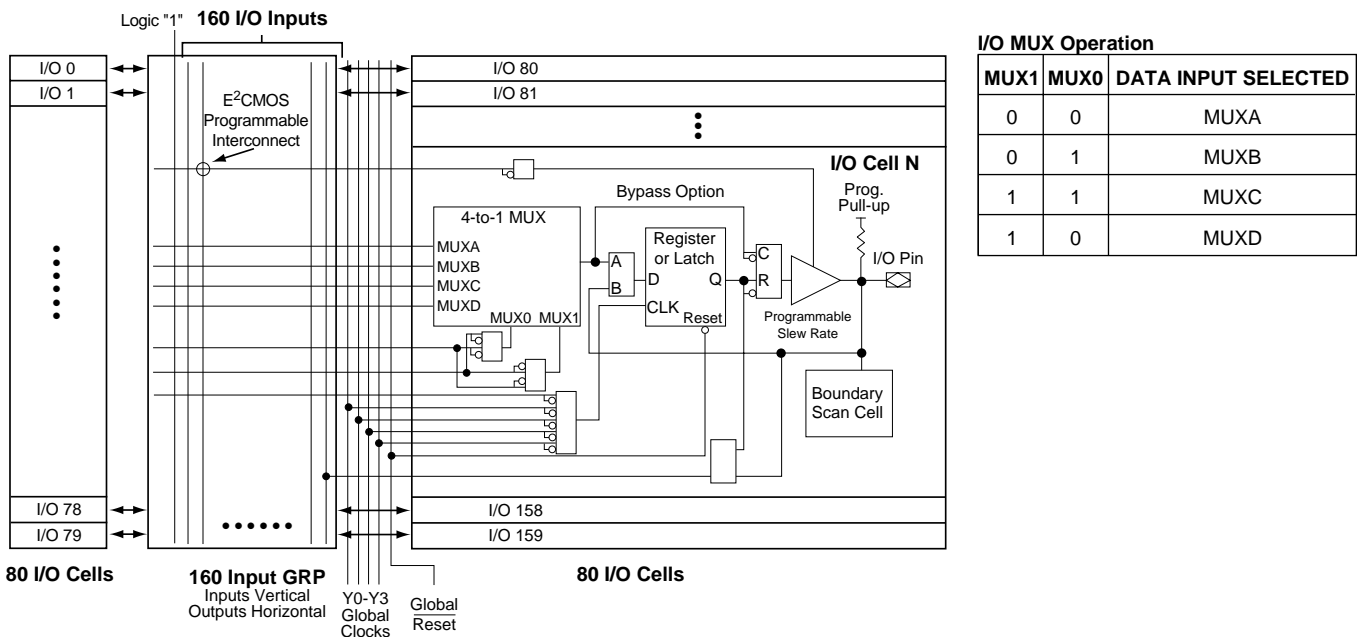 Logic "1"
160 I/O Inputs
I/O 0
I/O 1
I/O 80
I/O 81
E2CMOS
Programmable
Interconnect
I/O Cell N
Bypass Option
Prog.
Pull-up
4-to-1 MUX
MUXA
MUXB
MUXC
MUXD
MUX0 MUX1
A
B
Register
or Latch
D
Q
CLK
Reset
C
R
I/O Pin
Programmable
Slew Rate
Boundary
Scan Cell
I/O 78
I/O 79
I/O 158
I/O 159
80 I/O Cells
160 Input GRP
Inputs Vertical
Outputs Horizontal
Y0-Y3
Global
Clocks
Global
Reset
80 I/O Cells
I/O MUX Operation
MUX1 MUX0 DATA INPUT SELECTED
0 0 MUXA
0 1 MUXB
1 1 MUXC
1 0 MUXD